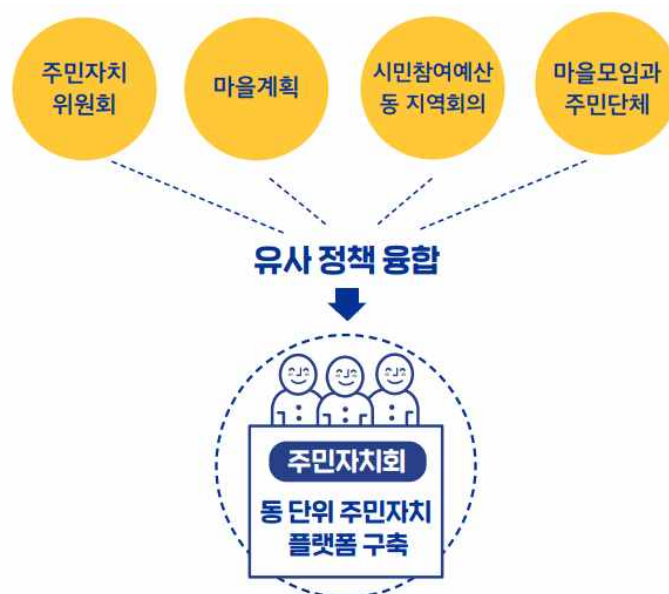 주민자치
위원회
마을계획
시민참여예산
동 지역회의
마을모임과
주민단체
유사 정책 융합
주민자치회
동 단위 주민자치
플랫폼 구축